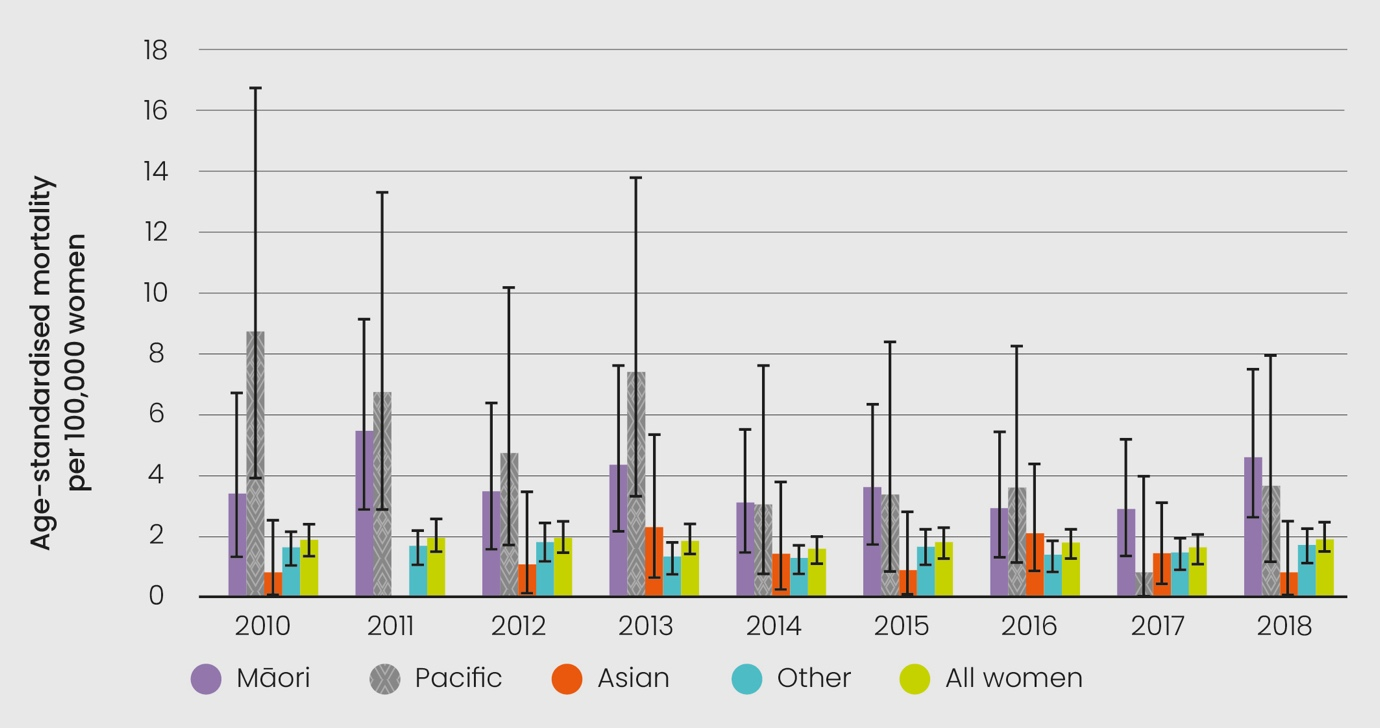 Age-standardised mortality
per 100,000 women
18
16
14
12
10
8
6
4
2
0
2010 2011 2012 2013 2014 2015 2016 2017 2018
Māori Pacific Asian Other All women